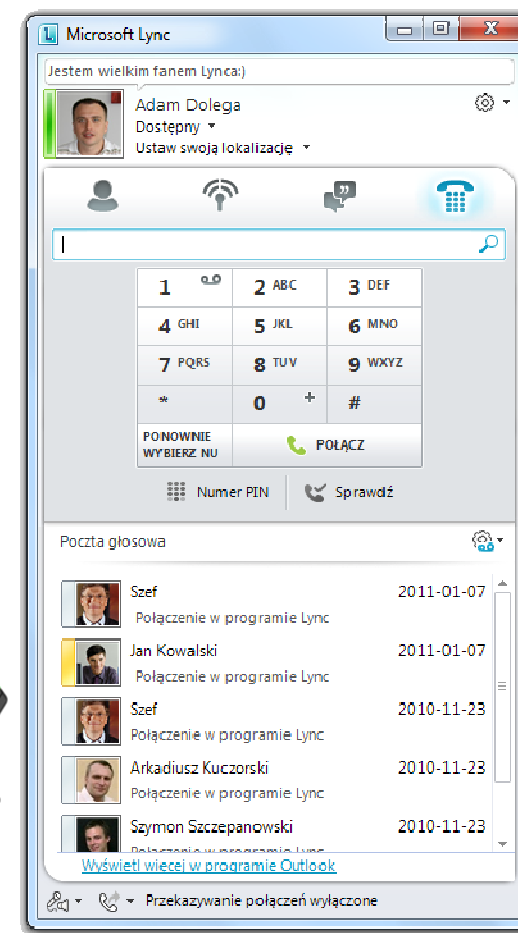 Microsoft Lync
Jestem wielkim fanem Lynca:)
Adam Dolega
Dostępny
Ustaw swoją lokalizację
1 2 ABC 3 DEF
4 GHI 5 JKL 6 MNO
7 PQRS 8 TUV 9 WXYZ
* 0 + #
PONOWNIE
WYBIERZ NU
POŁĄCZ
Numer PIN Sprawdź
Poczta głosowa
Szef 2011-01-07
Połączenie w programie Lync
Jan Kowalski 2011-01-07
Połączenie w programie Lync
Szef 2010-11-23
Połączenie w programie Lync
Arkadiusz Kuczorski 2010-11-23
Połączenie w programie Lync
Szymon Szczepanowski 2010-11-23
Połączenie w programie Lync
Wyświetl wiecej w programie Outlook
Przekazywanie połączeń wyłączone